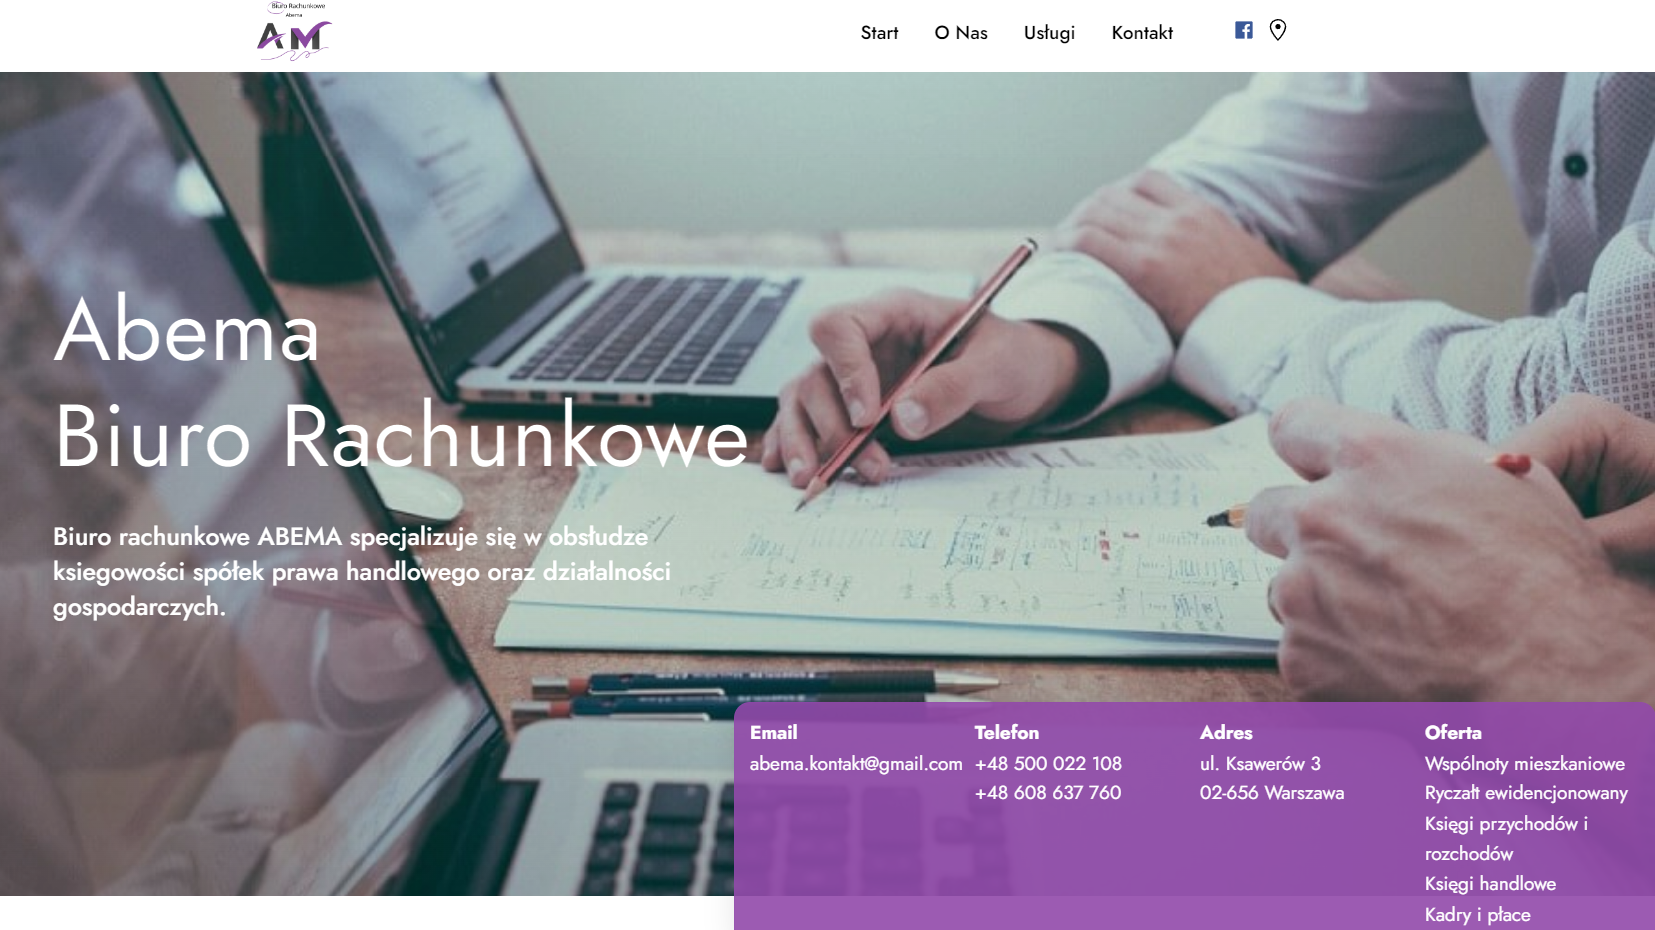 Biuro Rachunkowe
Abema
AM
Start O Nas Usługi Kontakt
Abema
Biuro Rachunkowe
Biuro rachunkowe ABEMA specjalizuje się w obsłudze
ksiegowości spółek prawa handlowego oraz działalności
gospodarczych.
Email
abema.kontakt@gmail.com
Telefon
+48 500 022 108
+48 608 637 760
Adres
ul. Ksawerów 3
02-656 Warszawa
Oferta
Wspólnoty mieszkaniowe
Ryczałt ewidencjonowany
Księgi przychodów i
rozchodów
Księgi handlowe
Kadry i płace